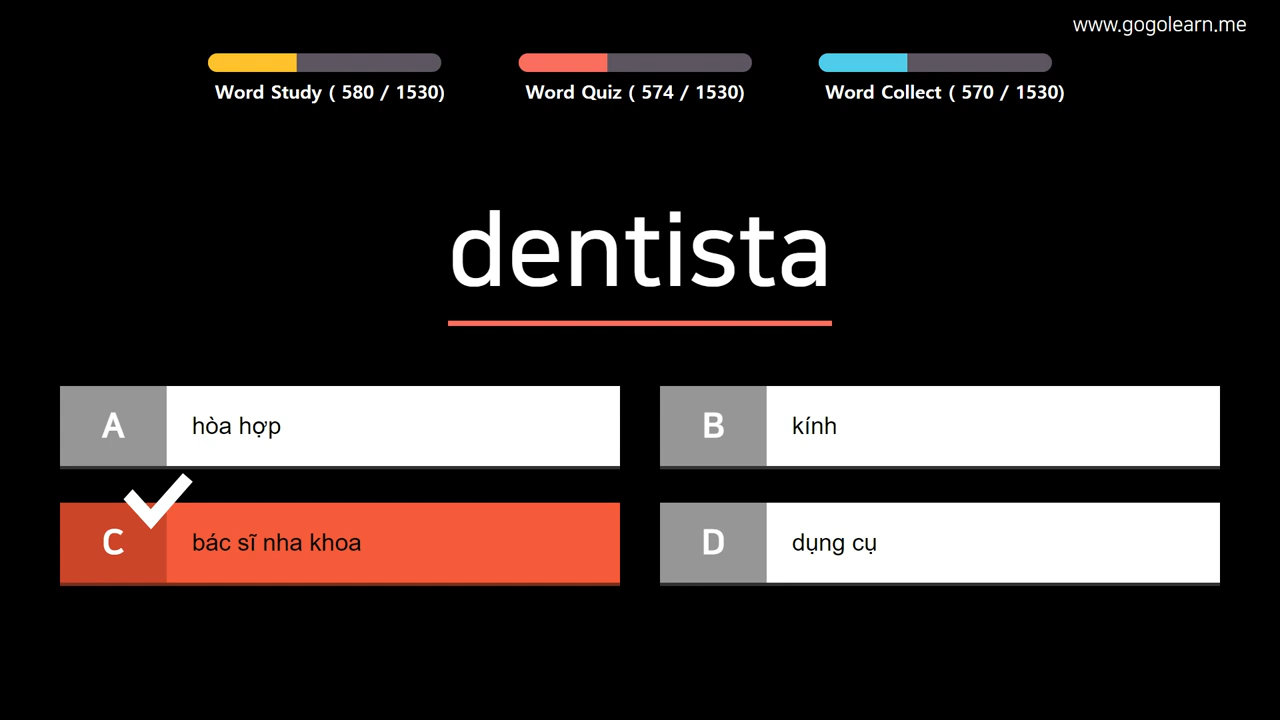 www.gogolearn.me
Word Study ( 580 / 1530)
Word Quiz ( 574 / 1530)
Word Collect ( 570 / 1530)
dentista
A hòa hợp
B kính
C bác sĩ nha khoa
D dụng cụ